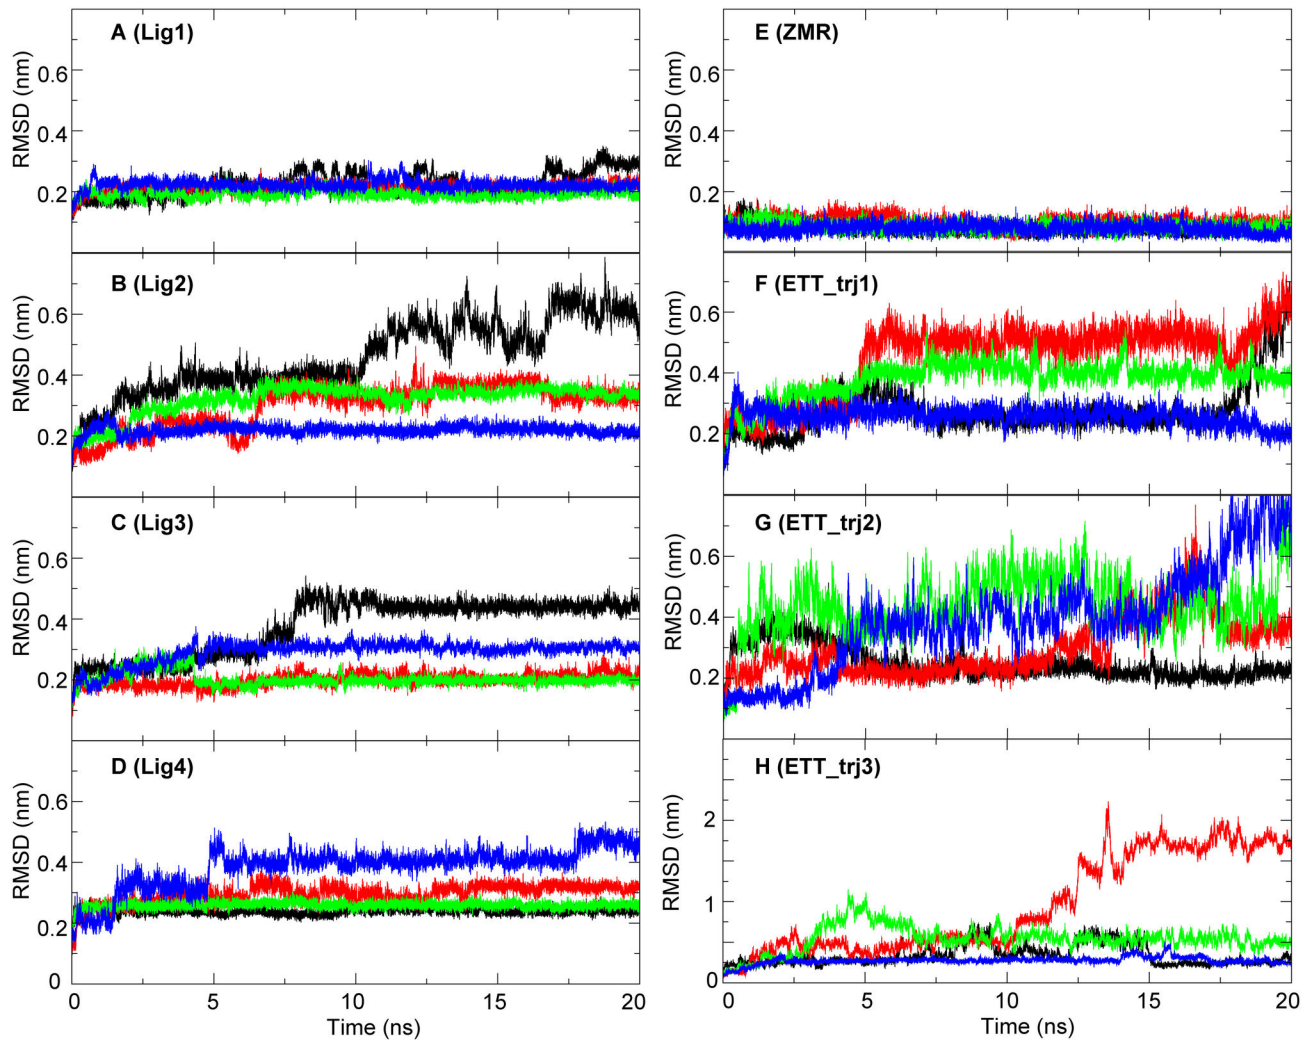 A (Lig1)
RMSD (nm)
0.6
0.4
0.2
B (Lig2)
RMSD (nm)
0.6
0.4
0.2
C (Lig3)
RMSD (nm)
0.6
0.4
0.2
D (Lig4)
RMSD (nm)
0.6
0.4
0.2
0
0 5 10 15 20
Time (ns)
E (ZMR)
RMSD (nm)
0.6
0.4
0.2
F (ETT_trj1)
RMSD (nm)
0.6
0.4
0.2
G (ETT_trj2)
RMSD (nm)
0.6
0.4
0.2
H (ETT_trj3)
RMSD (nm)
2
1
0
0 5 10 15 20
Time (ns)